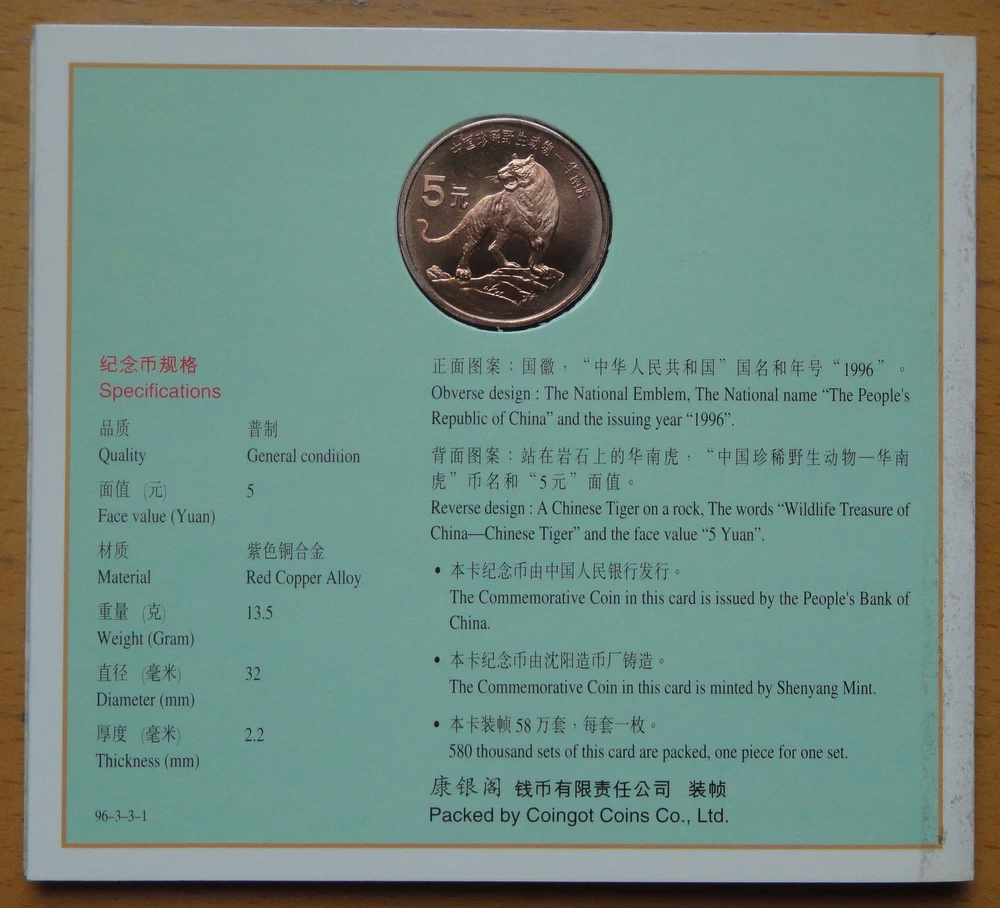 中国珍稀野生动物—华南虎
5元
纪念币规格
Specifications
品质 普制
Quality General condition
面值 (元) 5
Face value (Yuan)
材质 紫色铜合金
Material Red Copper Alloy
重量 (克) 13.5
Weight (Gram)
直径 (毫米) 32
Diameter (mm)
厚度 (毫米) 2.2
Thickness (mm)
96-3-3-1
正面图案：国徽，“中华人民共和国”国名和年号“1996”。
Obverse design : The National Emblem, The National name “The People's
Republic of China” and the issuing year “1996”.
背面图案：站在岩石上的华南虎，“中国珍稀野生动物—华南
虎”币名和“5元”面值。
Reverse design : A Chinese Tiger on a rock, The words “Wildlife Treasure of
China—Chinese Tiger” and the face value “5 Yuan”.
• 本卡纪念币由中国人民银行发行。
The Commemorative Coin in this card is issued by the People's Bank of
China.
• 本卡纪念币由沈阳造币厂铸造。
The Commemorative Coin in this card is minted by Shenyang Mint.
• 本卡装帧 58 万套，每套一枚。
580 thousand sets of this card are packed, one piece for one set.
康银阁 钱币有限责任公司 装帧
Packed by Coingot Coins Co., Ltd.